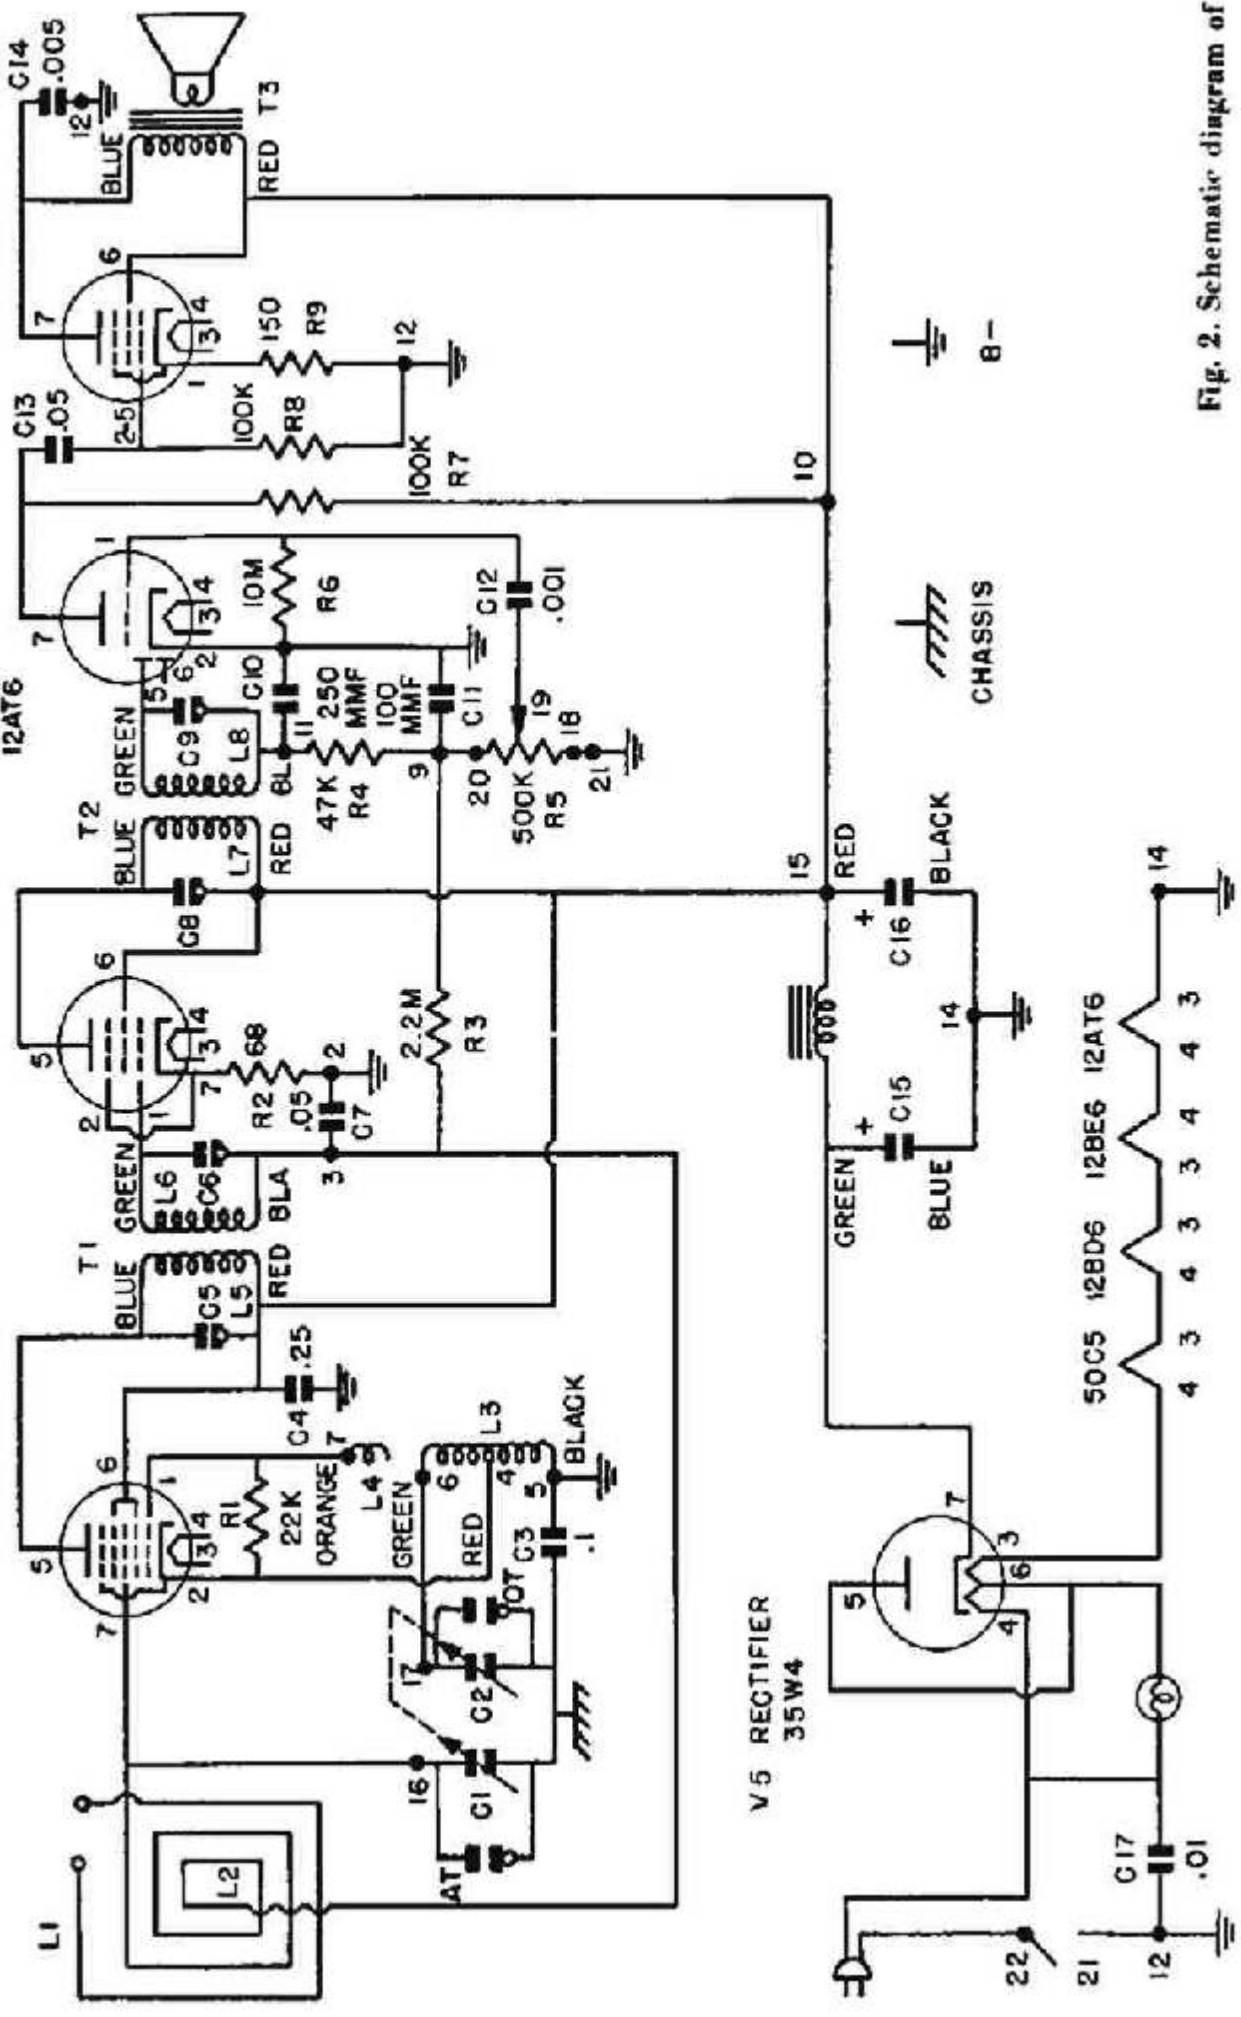 L1
L2
7
5
6
1
2
3
4
R1
22K
ORANGE
7
L4
C4
.25
GREEN
6
L3
4
RED
5
BLACK
C3
.1
OT
17
C2
16
C1
AT
T1
BLUE
C5
L5
RED
GREEN
L6
C6
BLA
3
2
1
5
6
3
4
7
68
R2
.05
2
C7
2.2M
R3
T2
BLUE
C8
L7
RED
12AT6
GREEN
C9
L8
BL
5
6
2
7
1
3
4
C10
11
250
MMF
100
MMF
C11
47K
R4
9
20
500K
R5
19
18
21
10M
R6
C12
.001
C13
.05
2-5
7
6
1
3
4
100K
R8
100K
R7
150
R9
12
C14
.005
12
BLUE
RED
T3
10
15
RED
+
C16
BLACK
14
GREEN
+
C15
BLUE
V5 RECTIFIER
35W4
5
7
3
6
4
22
21
12
C17
.01
50C5
12BD6
12BE6
12AT6
4
3
4
3
3
4
4
3
14
CHASSIS
B-
Fig. 2. Schematic diagram of